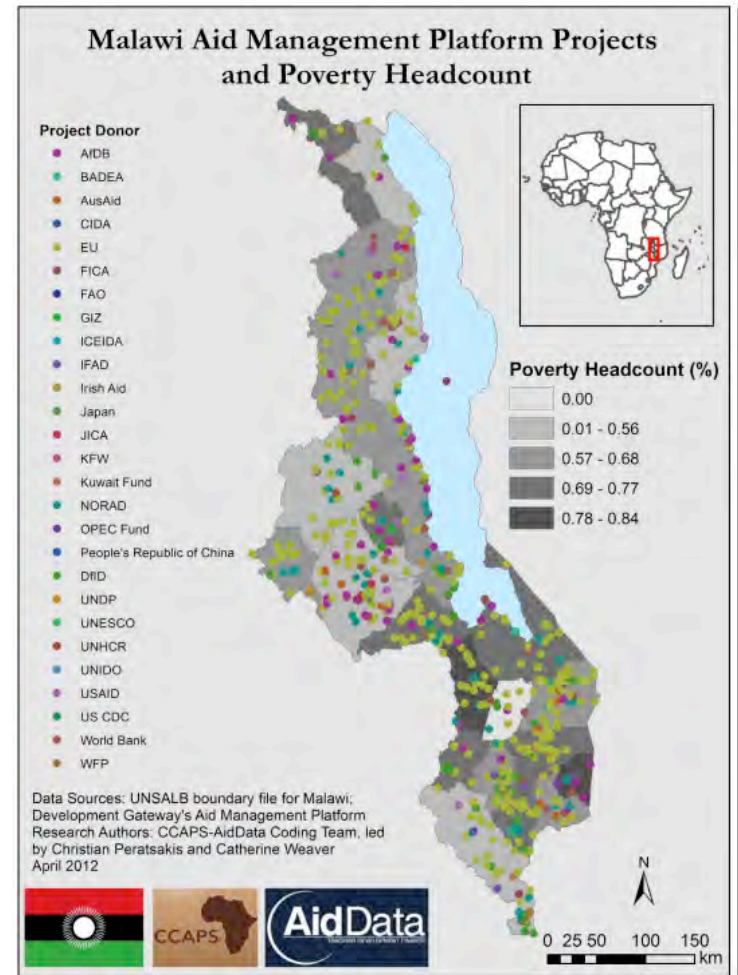 Malawi Aid Management Platform Projects
and Poverty Headcount
Project Donor
AfDB
BADEA
AusAid
CIDA
EU
FICA
FAO
GIZ
ICEIDA
IFAD
Irish Aid
Japan
JICA
KFW
Kuwait Fund
NORAD
OPEC Fund
People's Republic of China
DfID
UNDP
UNESCO
UNHCR
UNIDO
USAID
US CDC
World Bank
WFP
Poverty Headcount (%)
0.00
0.01 - 0.56
0.57 - 0.68
0.69 - 0.77
0.78 - 0.84
Data Sources: UNSALB boundary file for Malawi;
Development Gateway's Aid Management Platform
Research Authors: CCAPS-AidData Coding Team, led
by Christian Peratsakis and Catherine Weaver
April 2012
CCAPS
AidData
N
0 25 50 100 150
km